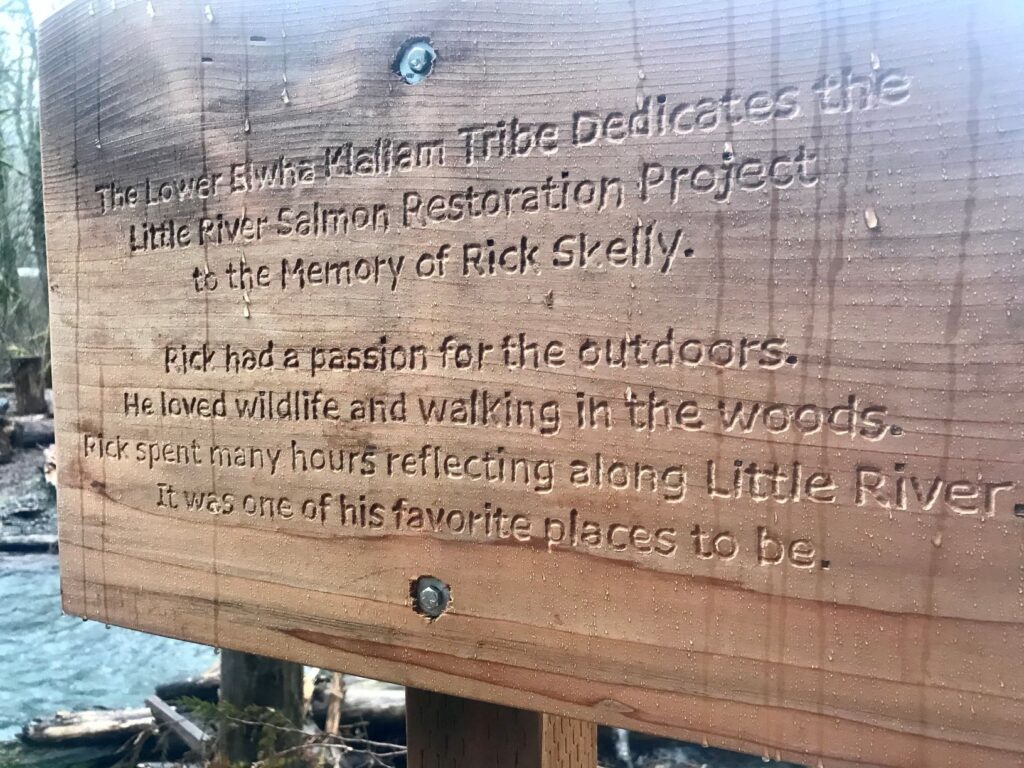 The Lower Elwha Klallam Tribe Dedicates the
Little River Salmon Restoration Project
to the Memory of Rick Skelly.
Rick had a passion for the outdoors.
He loved wildlife and walking in the woods.
Rick spent many hours reflecting along Little River.
It was one of his favorite places to be.